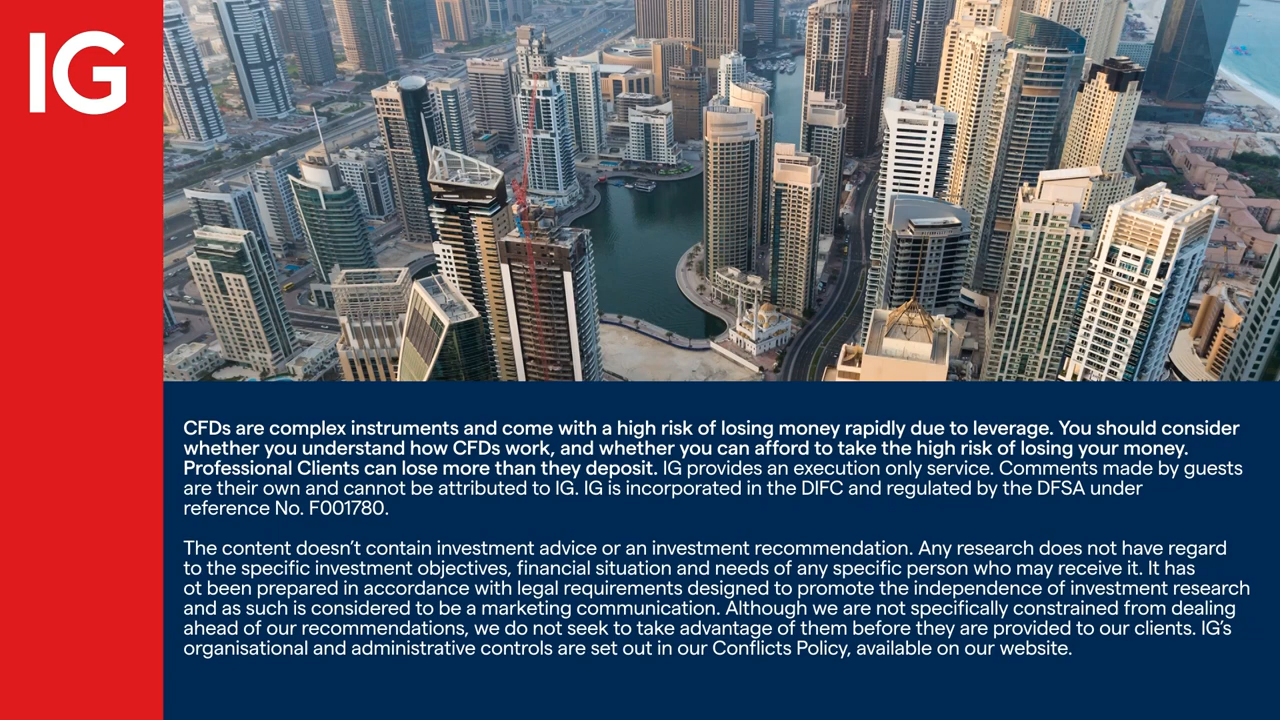 IG
CFDs are complex instruments and come with a high risk of losing money rapidly due to leverage. You should consider
whether you understand how CFDs work, and whether you can afford to take the high risk of losing your money.
Professional Clients can lose more than they deposit. IG provides an execution only service. Comments made by guests
are their own and cannot be attributed to IG. IG is incorporated in the DIFC and regulated by the DFSA under
reference No. F001780.
The content doesn’t contain investment advice or an investment recommendation. Any research does not have regard
to the specific investment objectives, financial situation and needs of any specific person who may receive it. It has
ot been prepared in accordance with legal requirements designed to promote the independence of investment research
and as such is considered to be a marketing communication. Although we are not specifically constrained from dealing
ahead of our recommendations, we do not seek to take advantage of them before they are provided to our clients. IG’s
organisational and administrative controls are set out in our Conflicts Policy, available on our website.